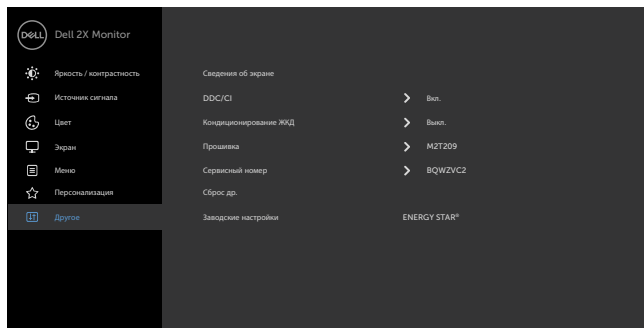 DELL
Dell 2X Monitor
Яркость / контрастность
Источник сигнала
Цвет
Экран
Меню
Персонализация
Другое
Сведения об экране
DDC/CI Вкл.
Кондиционирование ЖКД Выкл.
Прошивка M2T209
Сервисный номер BQWZVC2
Сброс др.
Заводские настройки ENERGY STAR®